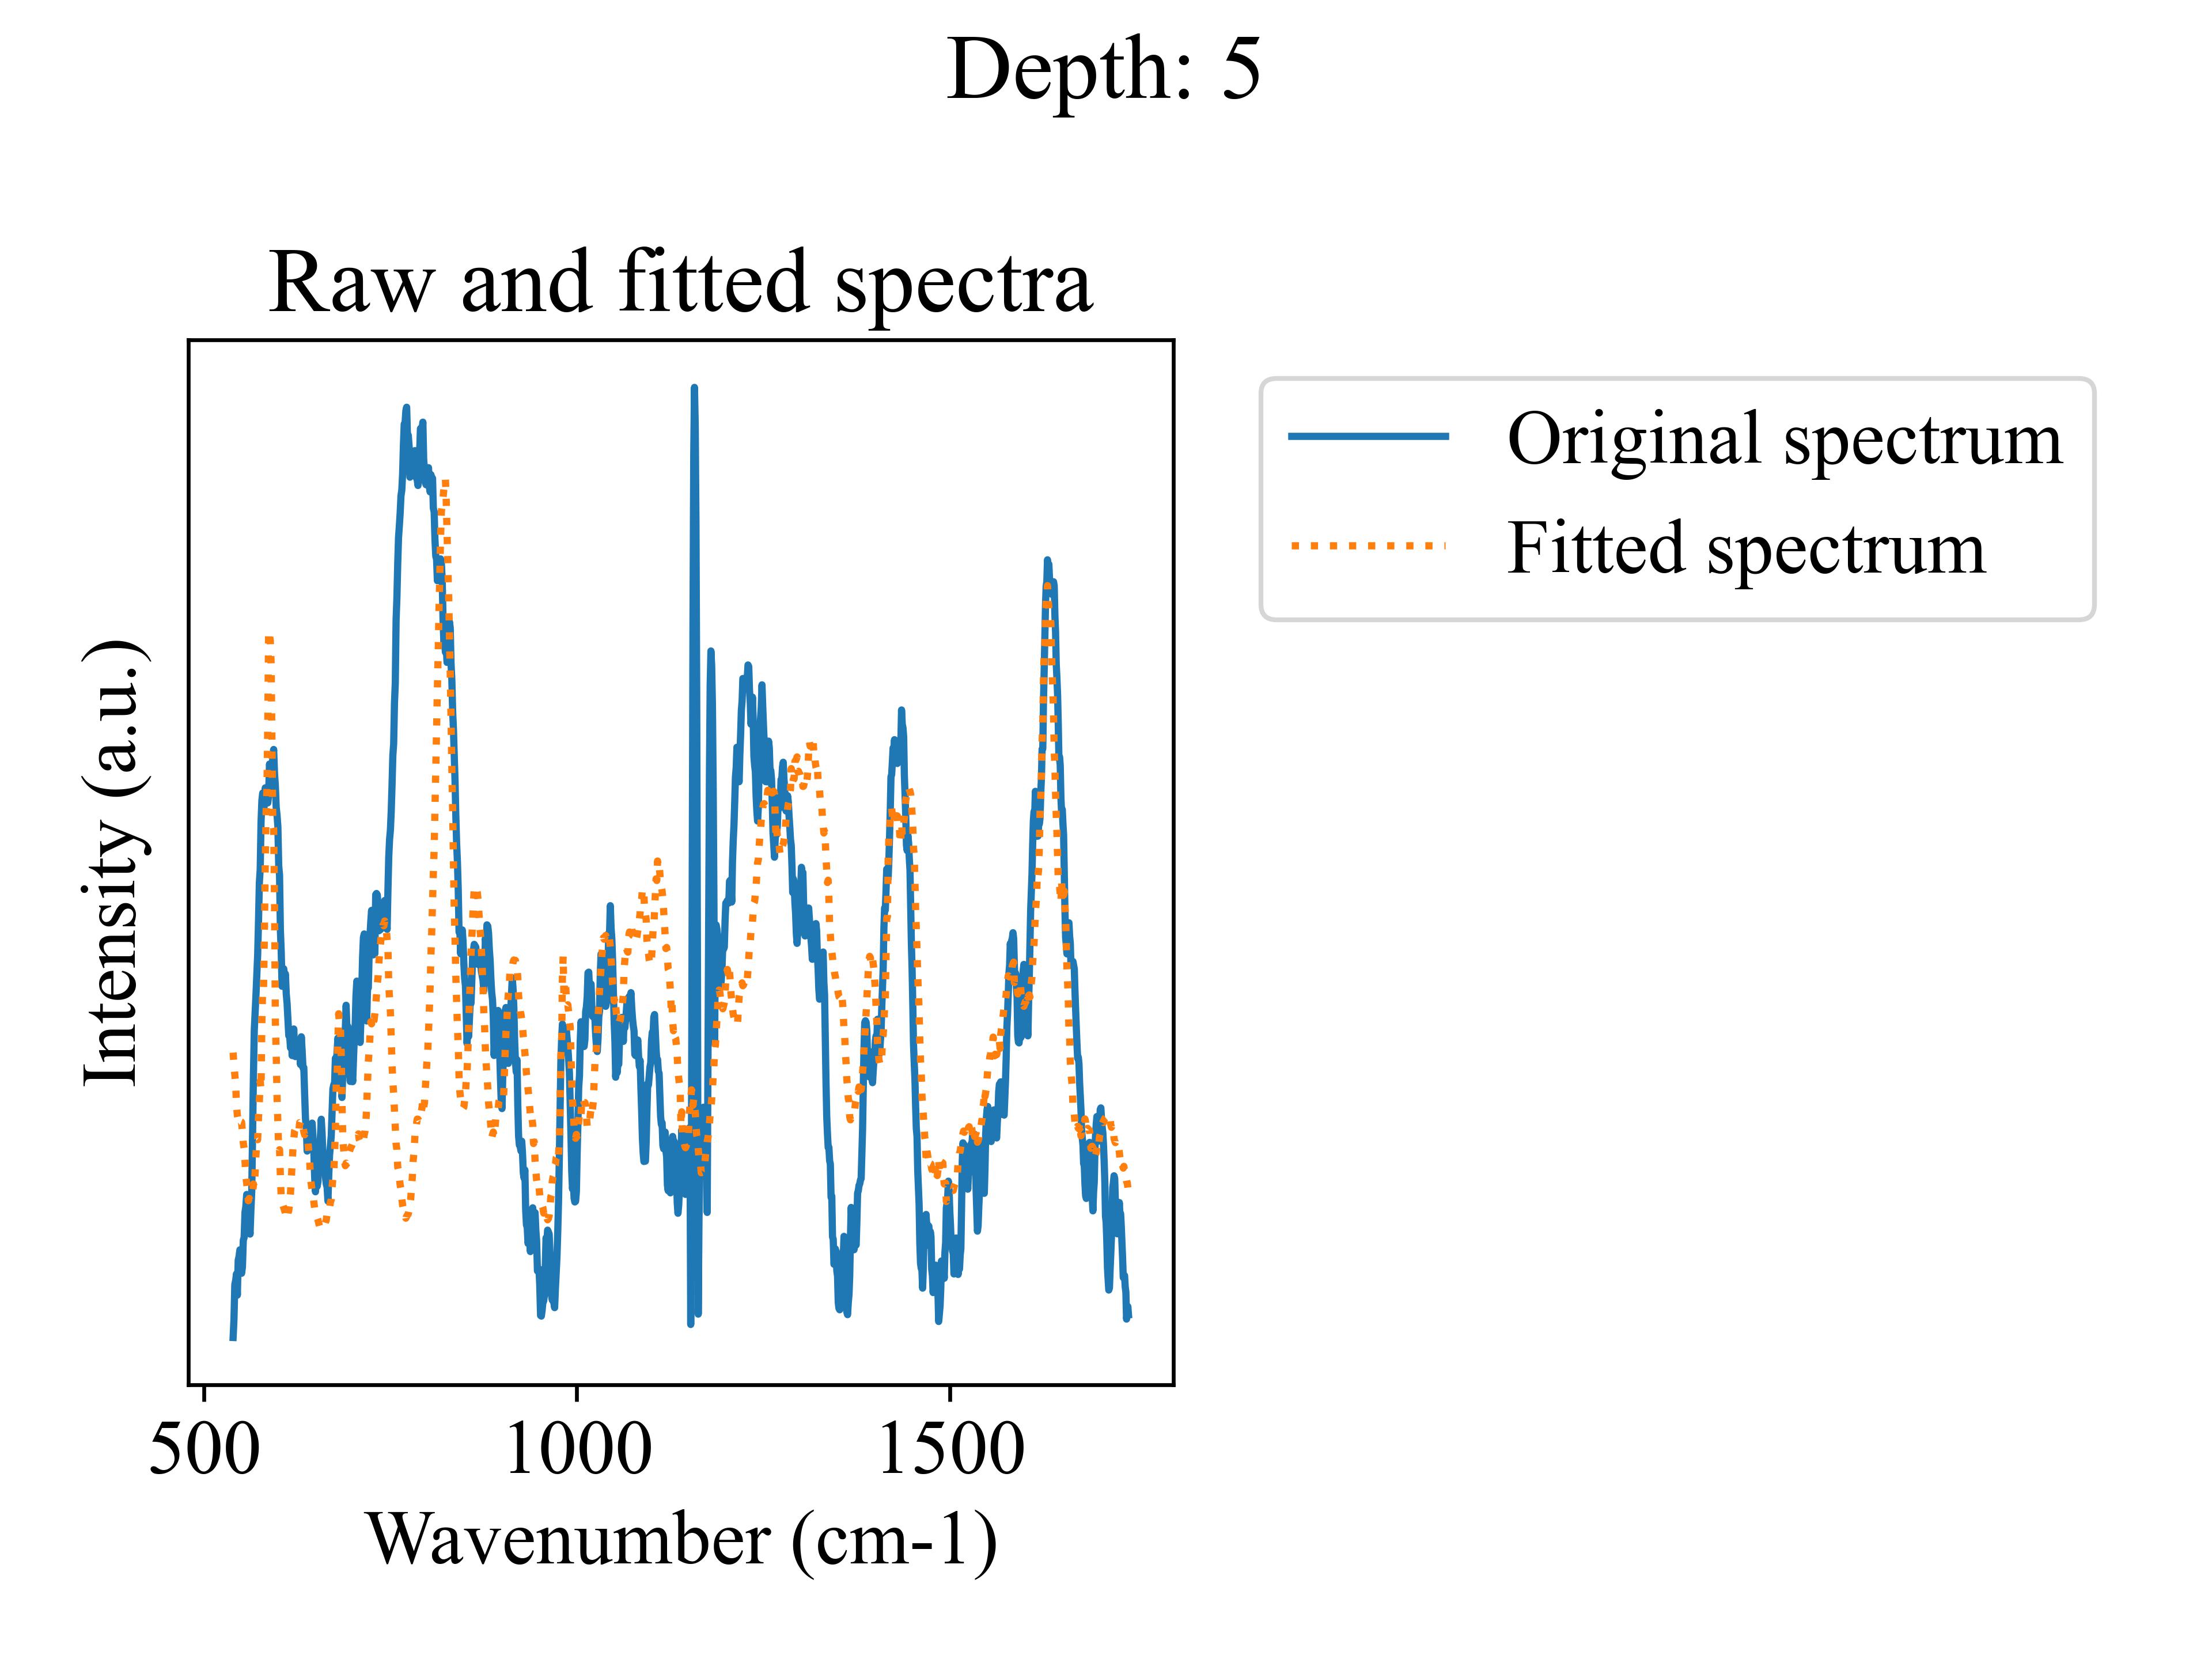 Depth: 5
Raw and fitted spectra
Original spectrum
Fitted spectrum
Intensity (a.u.)
500 1000 1500
Wavenumber (cm-1)